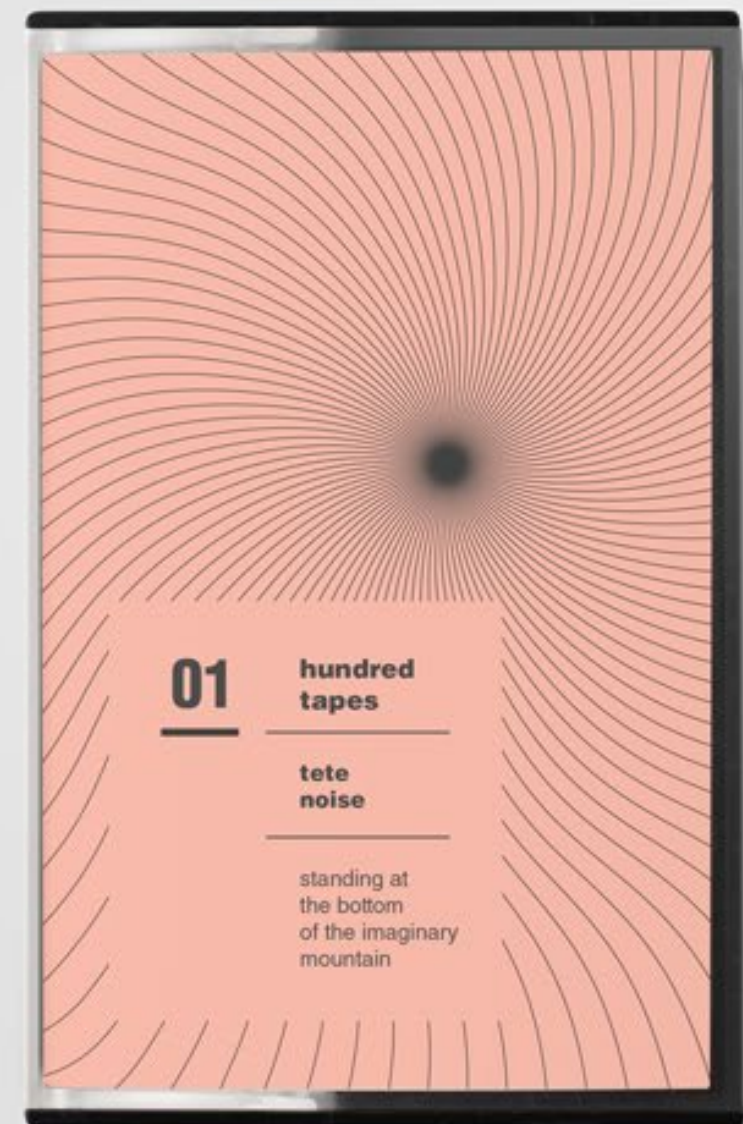 01
hundred
tapes
tete
noise
standing at
the bottom
of the imaginary
mountain